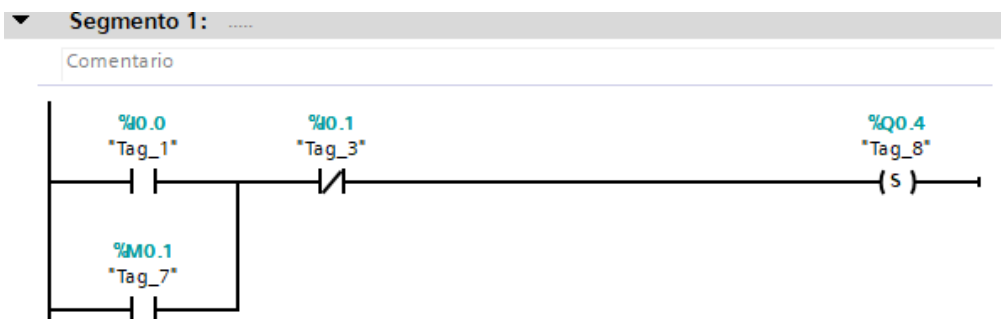 Segmento 1: .....
Comentario
%I0.0 %I0.1 %Q0.4
"Tag_1" "Tag_3" "Tag_8"
S
%M0.1
"Tag_7"